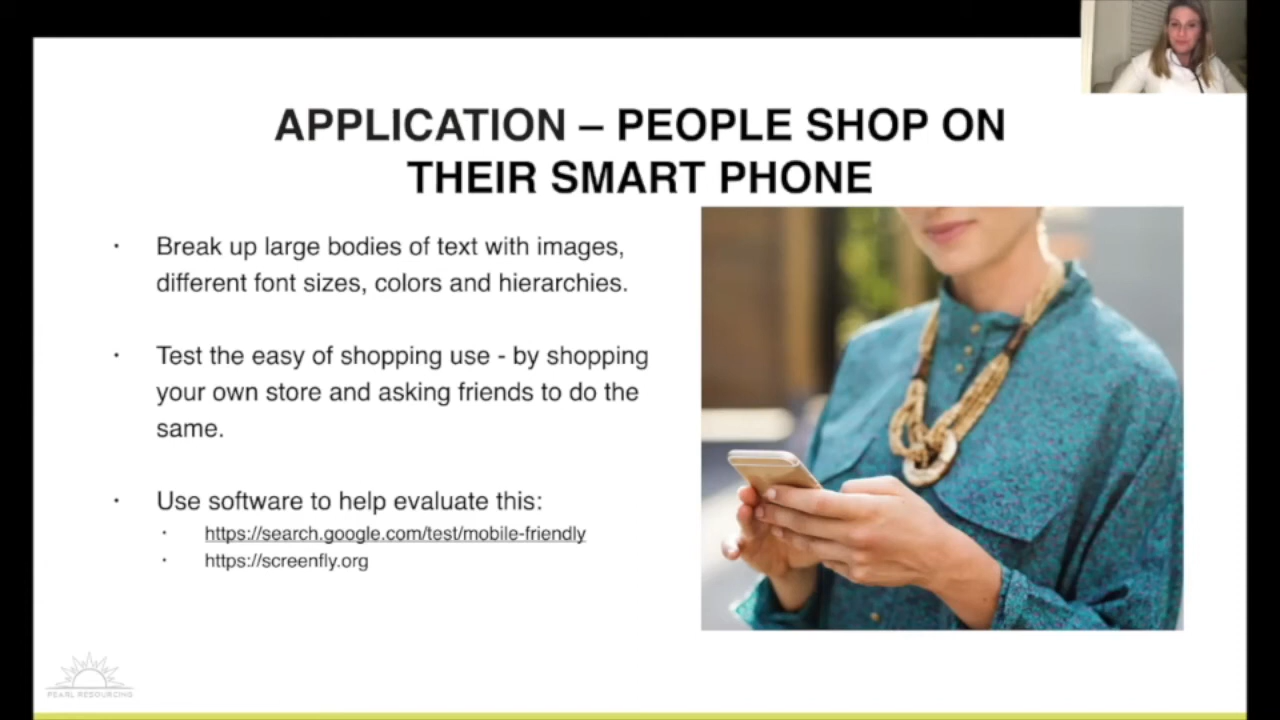 APPLICATION – PEOPLE SHOP ON
THEIR SMART PHONE
· Break up large bodies of text with images,
different font sizes, colors and hierarchies.
· Test the easy of shopping use - by shopping
your own store and asking friends to do the
same.
· Use software to help evaluate this:
· https://search.google.com/test/mobile-friendly
· https://screenfly.org
PEARL RESOURCING